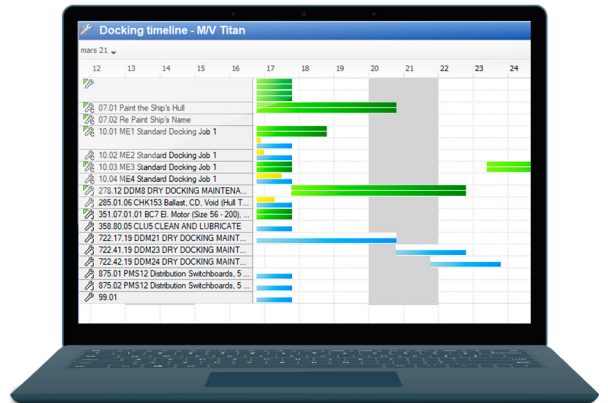 Docking timeline - M/V Titan
mars 21
12 13 14 15 16 17 18 19 20 21 22 23 24
07.01 Paint the Ship's Hull
07.02 Re Paint Ship's Name
10.01 ME1 Standard Docking Job 1
10.02 ME2 Standard Docking Job 1
10.03 ME3 Standard Docking Job 1
10.04 ME4 Standard Docking Job 1
278.12 DDM8 DRY DOCKING MAINTENA...
285.01.06 CHK153 Ballast, CD, Void (Hull T...
351.07.01.01 BC7 El. Motor (Size 56 - 200), ...
358.80.05 CLU5 CLEAN AND LUBRICATE
722.17.19 DDM21 DRY DOCKING MAINT...
722.41.19 DDM23 DRY DOCKING MAINT...
722.42.19 DDM24 DRY DOCKING MAINT...
875.01 PMS12 Distribution Switchboards, 5 ...
875.02 PMS12 Distribution Switchboards, 5 ...
99.01